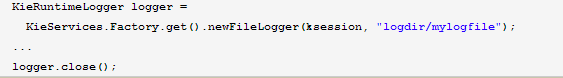 KieRuntimeLogger logger =
KieServices.Factory.get().newFileLogger(ksession, "logdir/mylogfile");
...
logger.close();